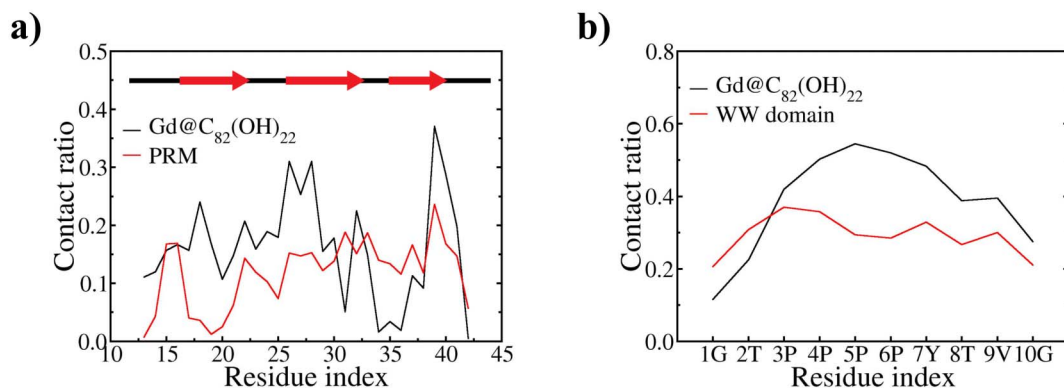 a)
Contact ratio
0.5
0.4
0.3
0.2
0.1
0.0
Gd@C82(OH)22
PRM
10 15 20 25 30 35 40 45
Residue index
b)
Contact ratio
0.8
0.6
0.4
0.2
0.0
Gd@C82(OH)22
WW domain
1G 2T 3P 4P 5P 6P 7Y 8T 9V 10G
Residue index